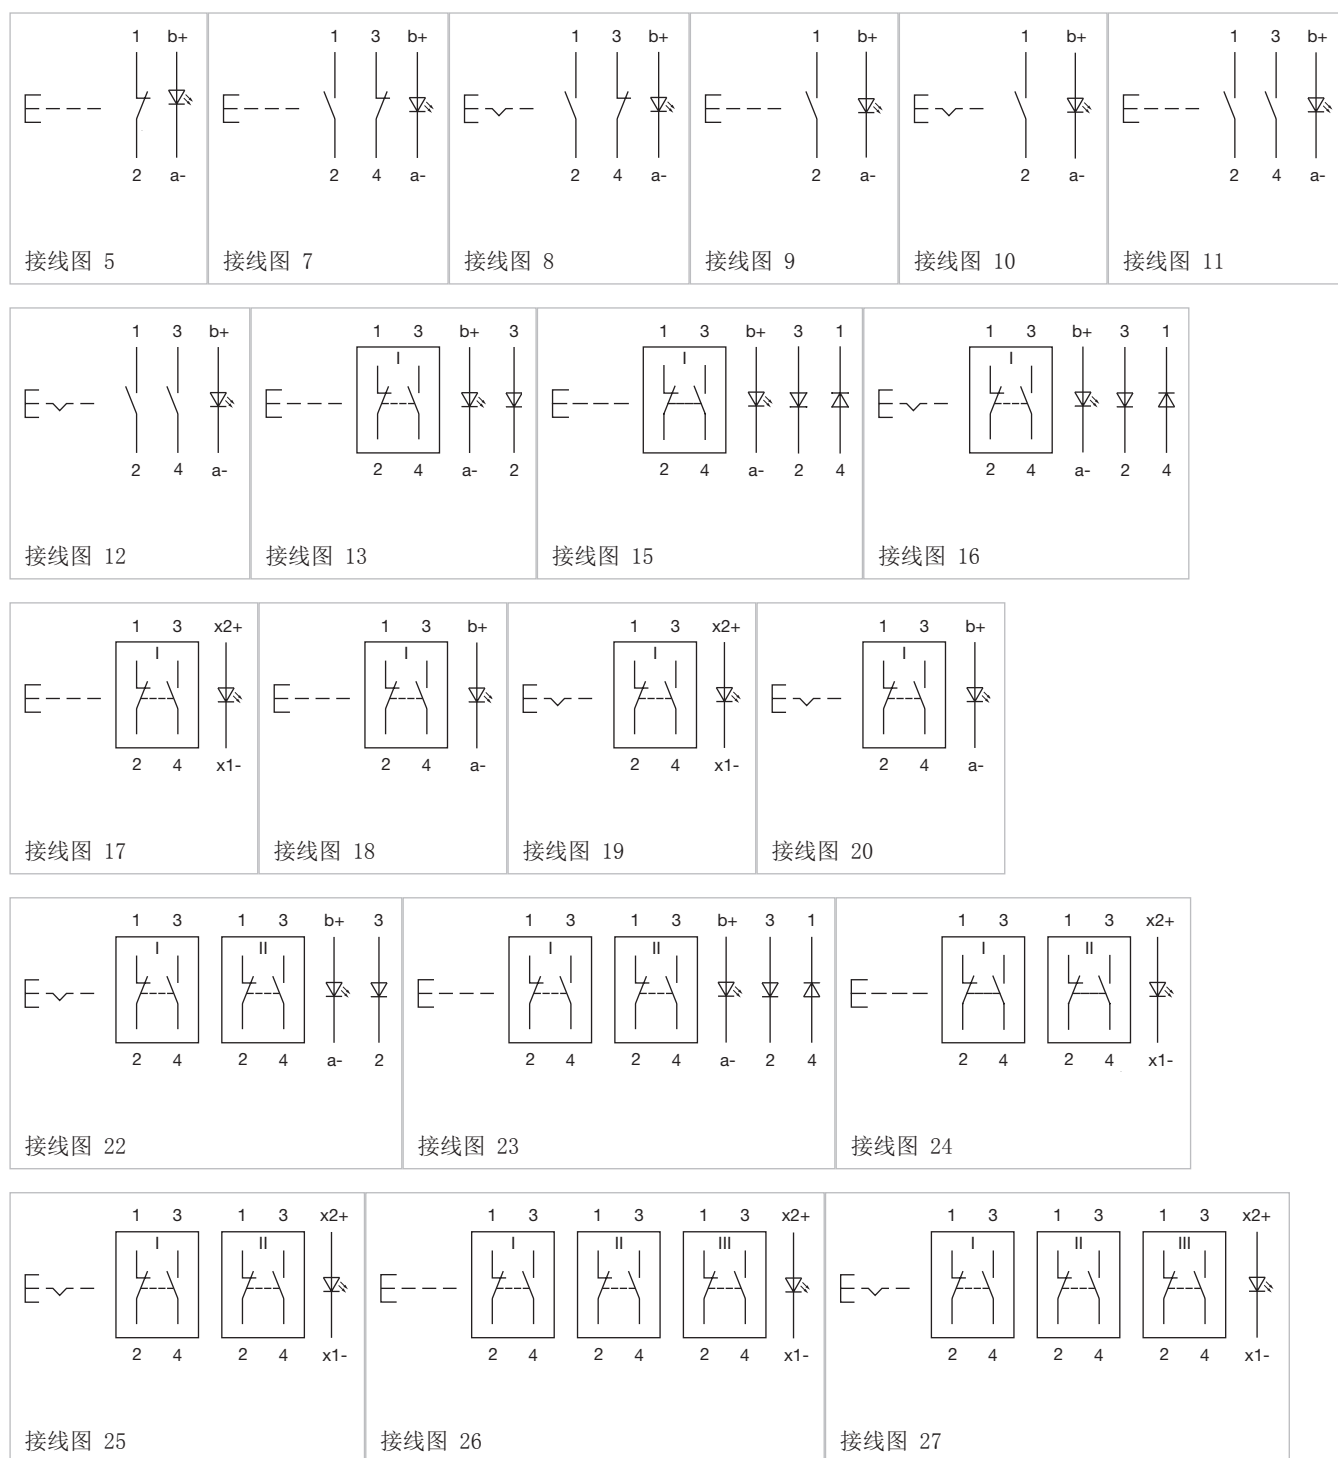 1 b+
2 a-
接线图 5
1 3 b+
2 4 a-
接线图 7
1 3 b+
2 4 a-
接线图 8
1 b+
2 a-
接线图 9
1 b+
2 a-
接线图 10
1 3 b+
2 4 a-
接线图 11
1 3 b+
2 4 a-
接线图 12
1 3 b+ 3
I
2 4 a- 2
接线图 13
1 3 b+ 3 1
I
2 4 a- 2 4
接线图 15
1 3 b+ 3 1
I
2 4 a- 2 4
接线图 16
1 3 x2+
I
2 4 x1-
接线图 17
1 3 b+
I
2 4 a-
接线图 18
1 3 x2+
I
2 4 x1-
接线图 19
1 3 b+
I
2 4 a-
接线图 20
1 3 1 3 b+ 3
I II
2 4 2 4 a- 2
接线图 22
1 3 1 3 b+ 3 1
I II
2 4 2 4 a- 2 4
接线图 23
1 3 1 3 x2+
I II
2 4 2 4 x1-
接线图 24
1 3 1 3 x2+
I II
2 4 2 4 x1-
接线图 25
1 3 1 3 1 3 x2+
I II III
2 4 2 4 2 4 x1-
接线图 26
1 3 1 3 1 3 x2+
I II III
2 4 2 4 2 4 x1-
接线图 27